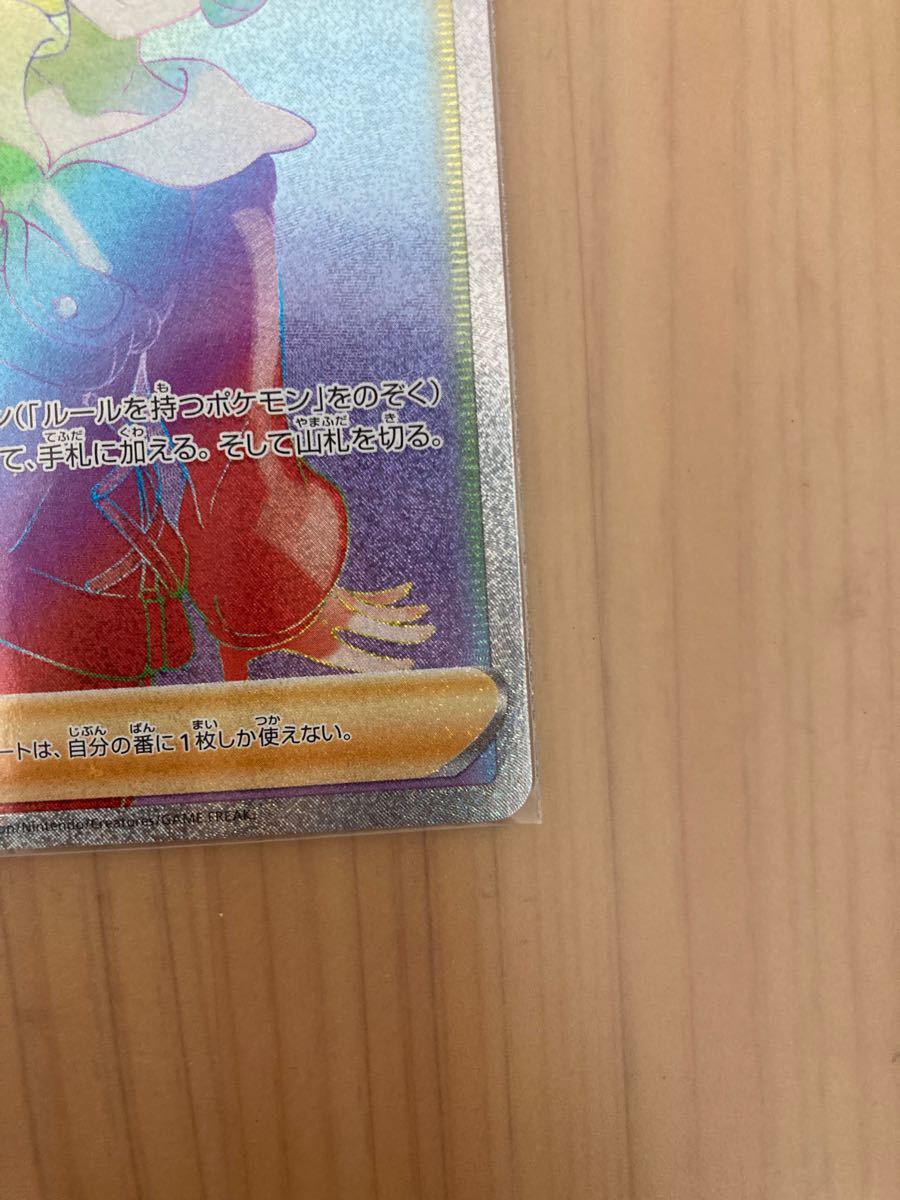 ン(「ルールを持つポケモン」をのぞく)
て、手札に加える。そして山札を切る。
ートは、自分の番に1枚しか使えない。
on/Nintendo/Creatures/GAME FREAK.